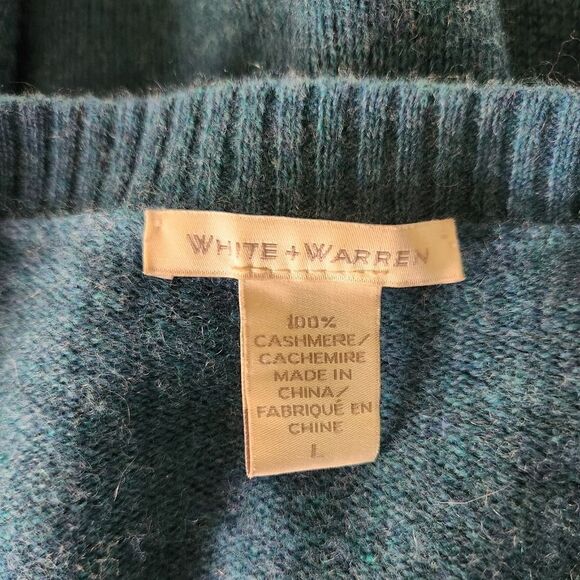 WHITE + WARREN
100%
CASHMERE/
CACHEMIRE
MADE IN
CHINA/
FABRIQUÉ EN
CHINE
L